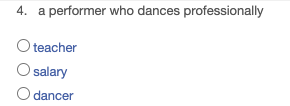 4. a performer who dances professionally
teacher
salary
dancer